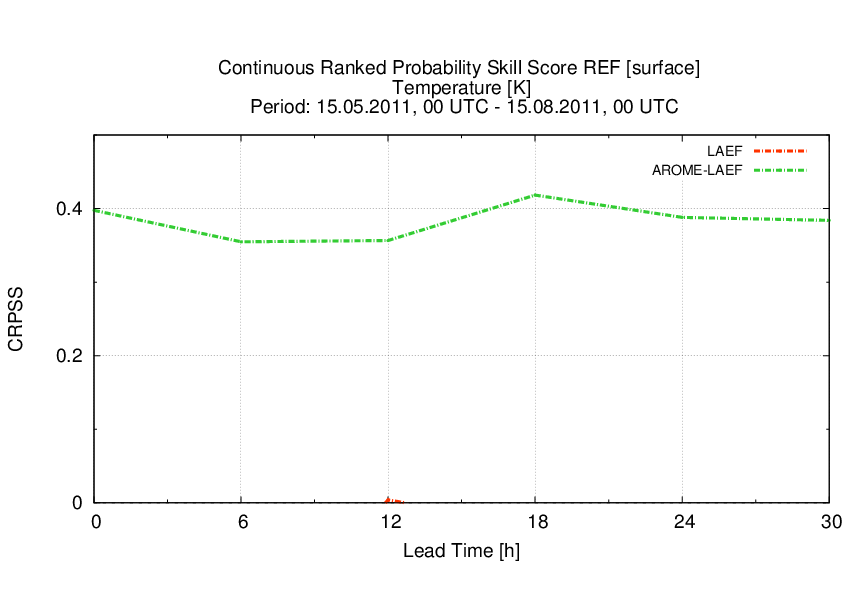 Continuous Ranked Probability Skill Score REF [surface]
Temperature [K]
Period: 15.05.2011, 00 UTC - 15.08.2011, 00 UTC
LAEF
AROME-LAEF
0.4
0.2
0
CRPSS
0 6 12 18 24 30
Lead Time [h]